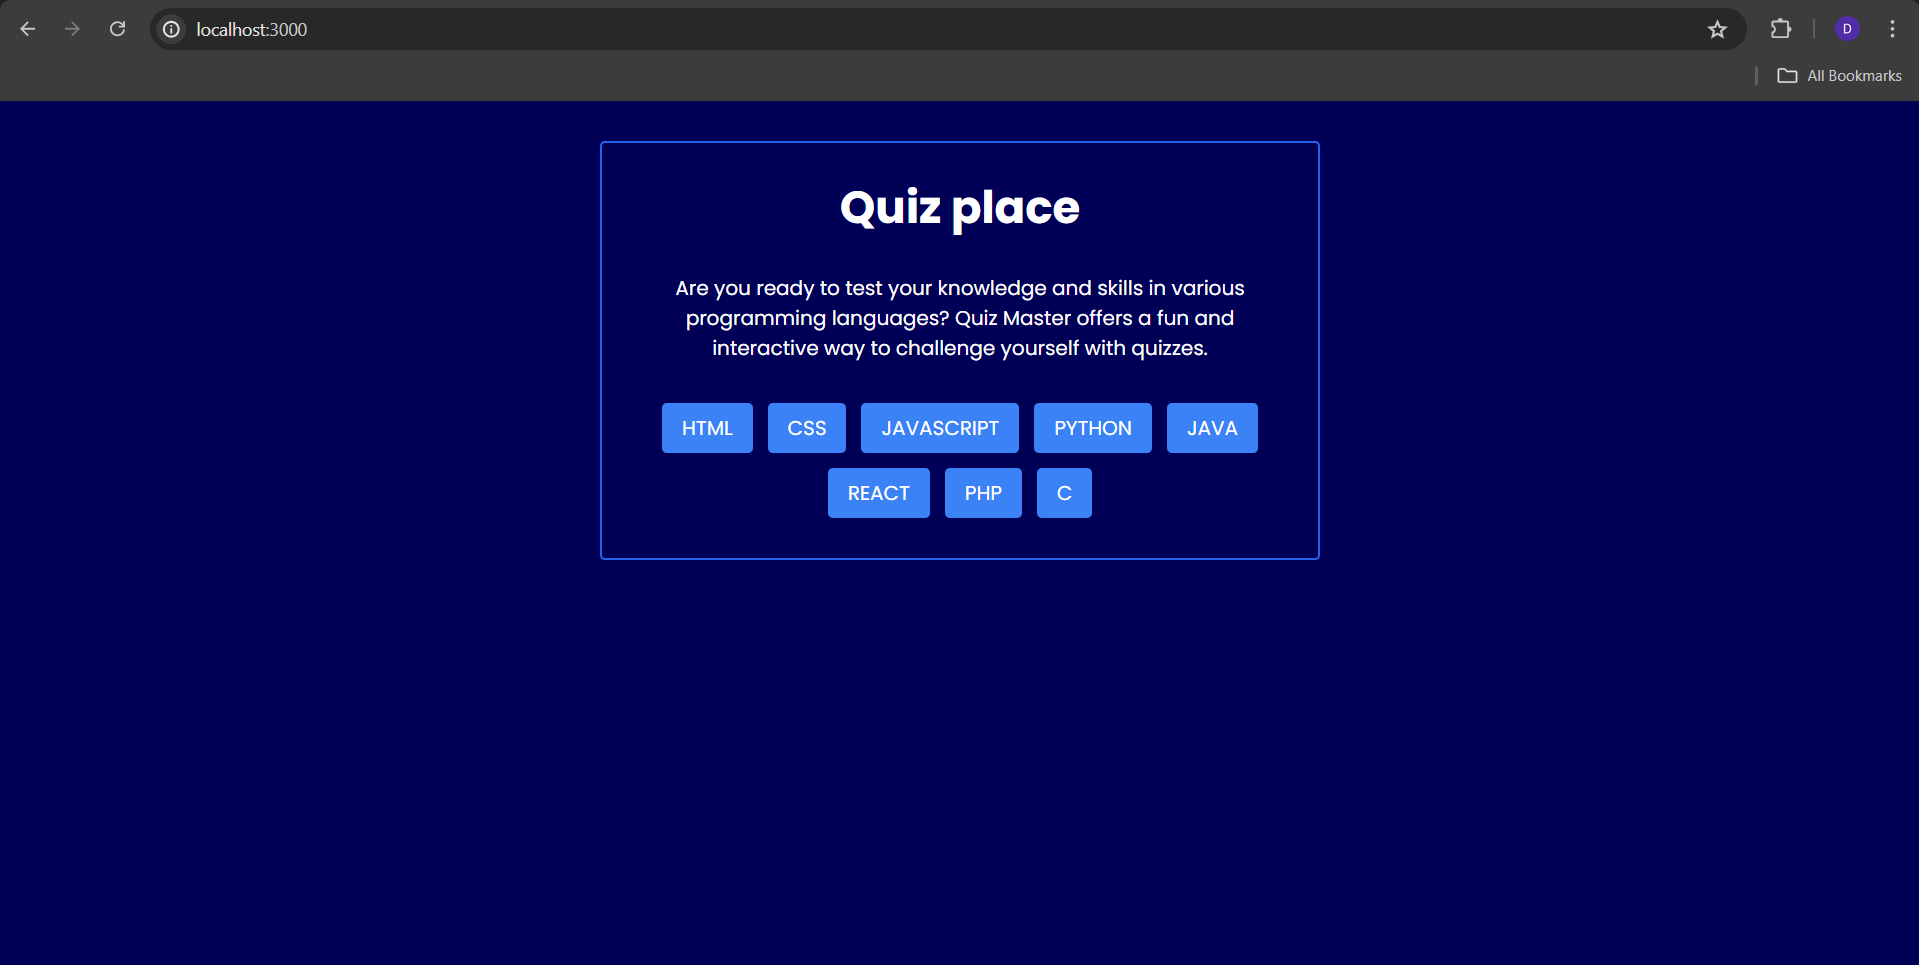 localhost:3000
D
All Bookmarks
Quiz place
Are you ready to test your knowledge and skills in various
programming languages? Quiz Master offers a fun and
interactive way to challenge yourself with quizzes.
HTML CSS JAVASCRIPT PYTHON JAVA
REACT PHP C